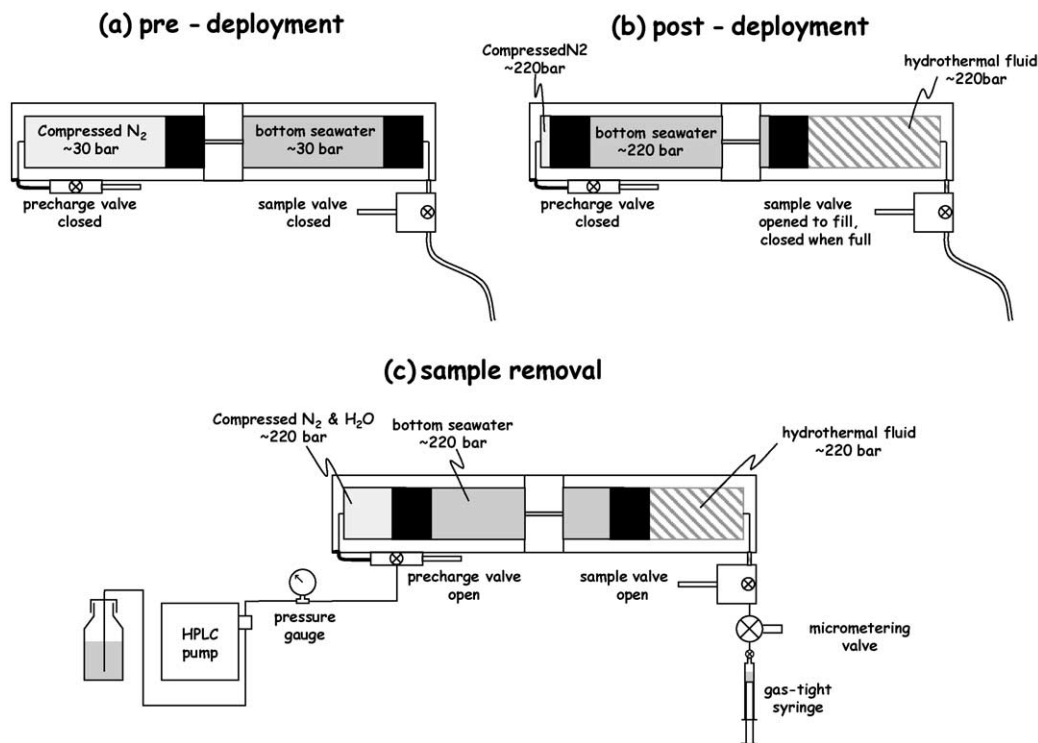 (a) pre - deployment
Compressed N₂
~30 bar
bottom seawater
~30 bar
precharge valve
closed
sample valve
closed
(b) post - deployment
CompressedN2
~220bar
hydrothermal fluid
~220bar
bottom seawater
~220 bar
precharge valve
closed
sample valve
opened to fill,
closed when full
(c) sample removal
Compressed N₂ & H₂O
~220 bar
bottom seawater
~220 bar
hydrothermal fluid
~220 bar
precharge valve
open
sample valve
open
pressure
gauge
HPLC
pump
micrometering
valve
gas-tight
syringe